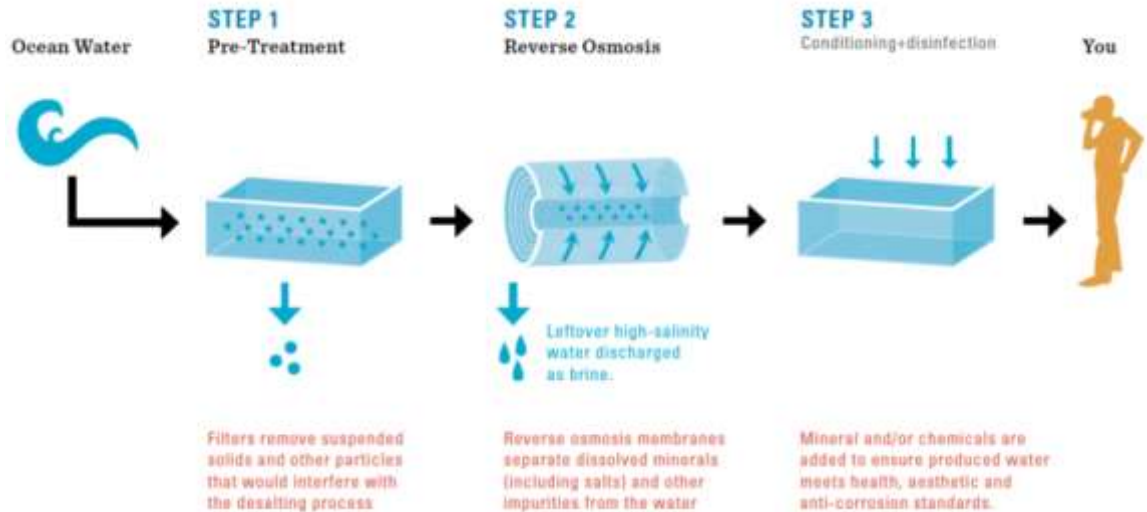 Ocean Water
STEP 1
Pre-Treatment
STEP 2
Reverse Osmosis
STEP 3
Conditioning+disinfection
You
Leftover high-salinity
water discharged
as brine.
Filters remove suspended
solids and other particles
that would interfere with
the desalting process
Reverse osmosis membranes
separate dissolved minerals
(including salts) and other
impurities from the water
Mineral and/or chemicals are
added to ensure produced water
meets health, aesthetic and
anti-corrosion standards.